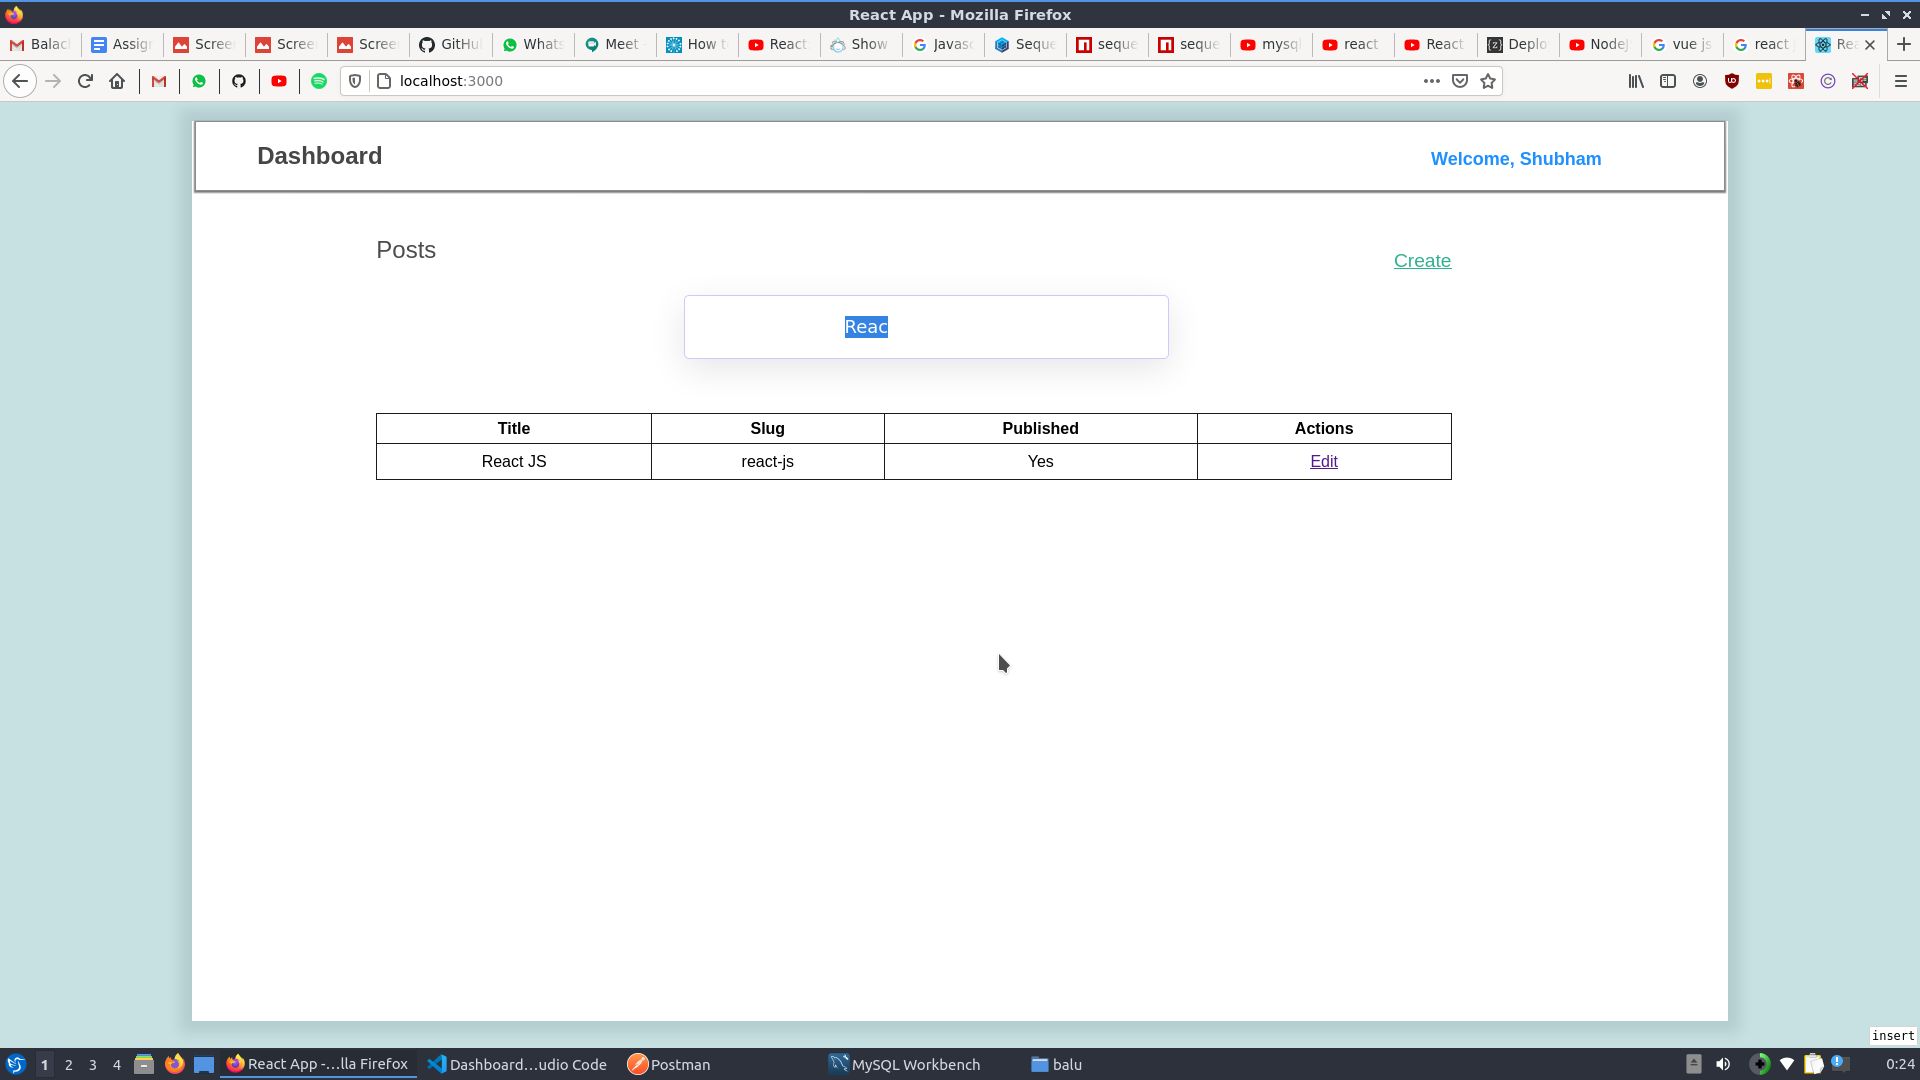 React App - Mozilla Firefox
Balac Assign Scree Scree Scree GitHu Whats Meet How t React Show Javasc Seque seque seque mysql react React Deplo NodeJ vue js react Rea
localhost:3000
Dashboard Welcome, Shubham
Posts
Create
Reac
Title Slug Published Actions
React JS react-js Yes Edit
insert
1 2 3 4 React App -...lla Firefox Dashboard...udio Code Postman MySQL Workbench balu 0:24